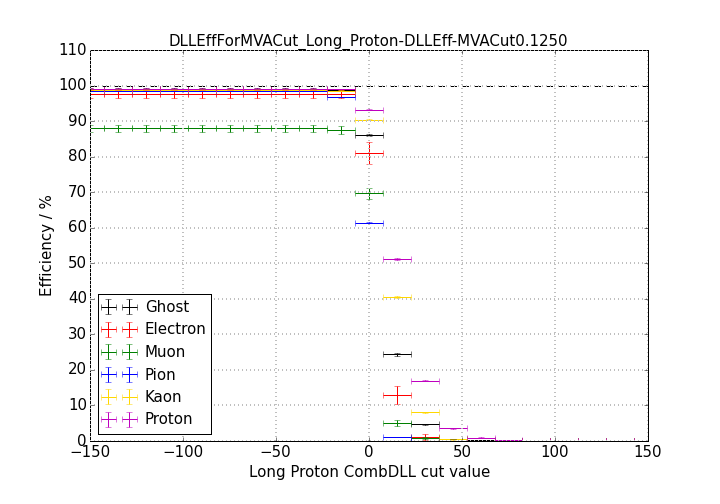 DLLEffForMVACut_Long_Proton-DLLEff-MVACut0.1250
110
100
90
80
70
60
50
40
30
20
10
0
Efficiency / %
Ghost
Electron
Muon
Pion
Kaon
Proton
−150 −100 −50 0 50 100 150
Long Proton CombDLL cut value